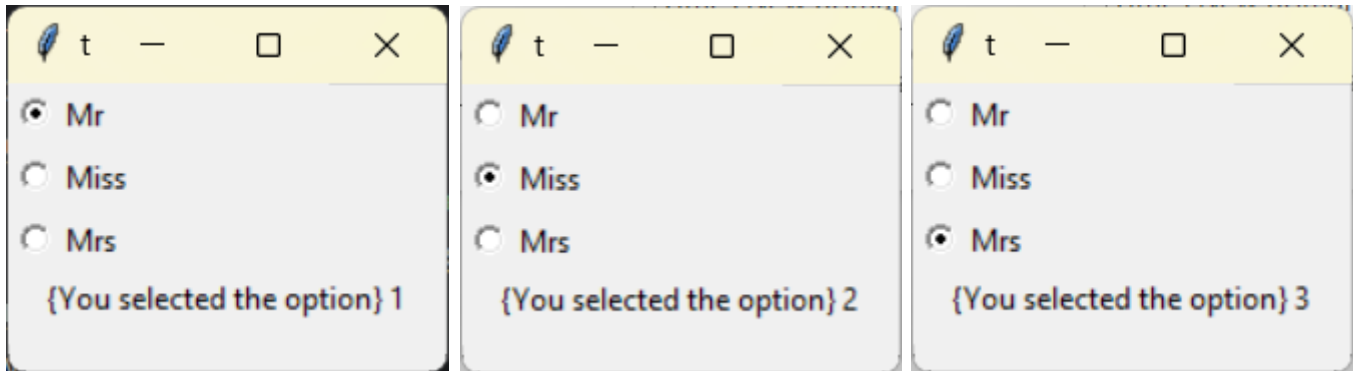 t
Mr
Miss
Mrs
{You selected the option} 1
t
Mr
Miss
Mrs
{You selected the option} 2
t
Mr
Miss
Mrs
{You selected the option} 3